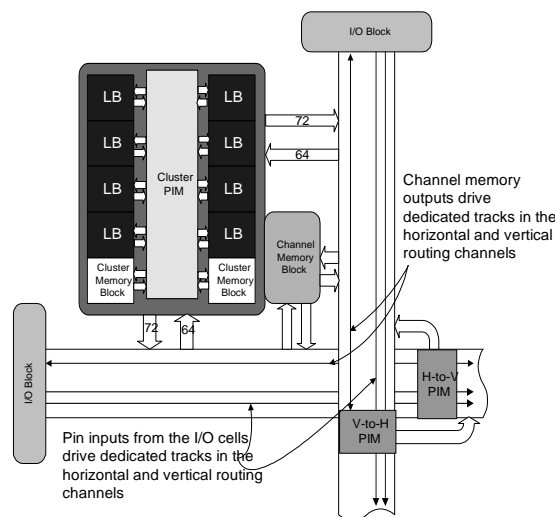 I/O Block
LB
LB
LB
LB
LB
LB
LB
LB
Cluster
PIM
Cluster
Memory
Block
Cluster
Memory
Block
72
64
Channel
Memory
Block
Channel memory
outputs drive
dedicated tracks in the
horizontal and vertical
routing channels
72
64
I/O Block
H-to-V
PIM
V-to-H
PIM
Pin inputs from the I/O cells
drive dedicated tracks in the
horizontal and vertical routing
channels